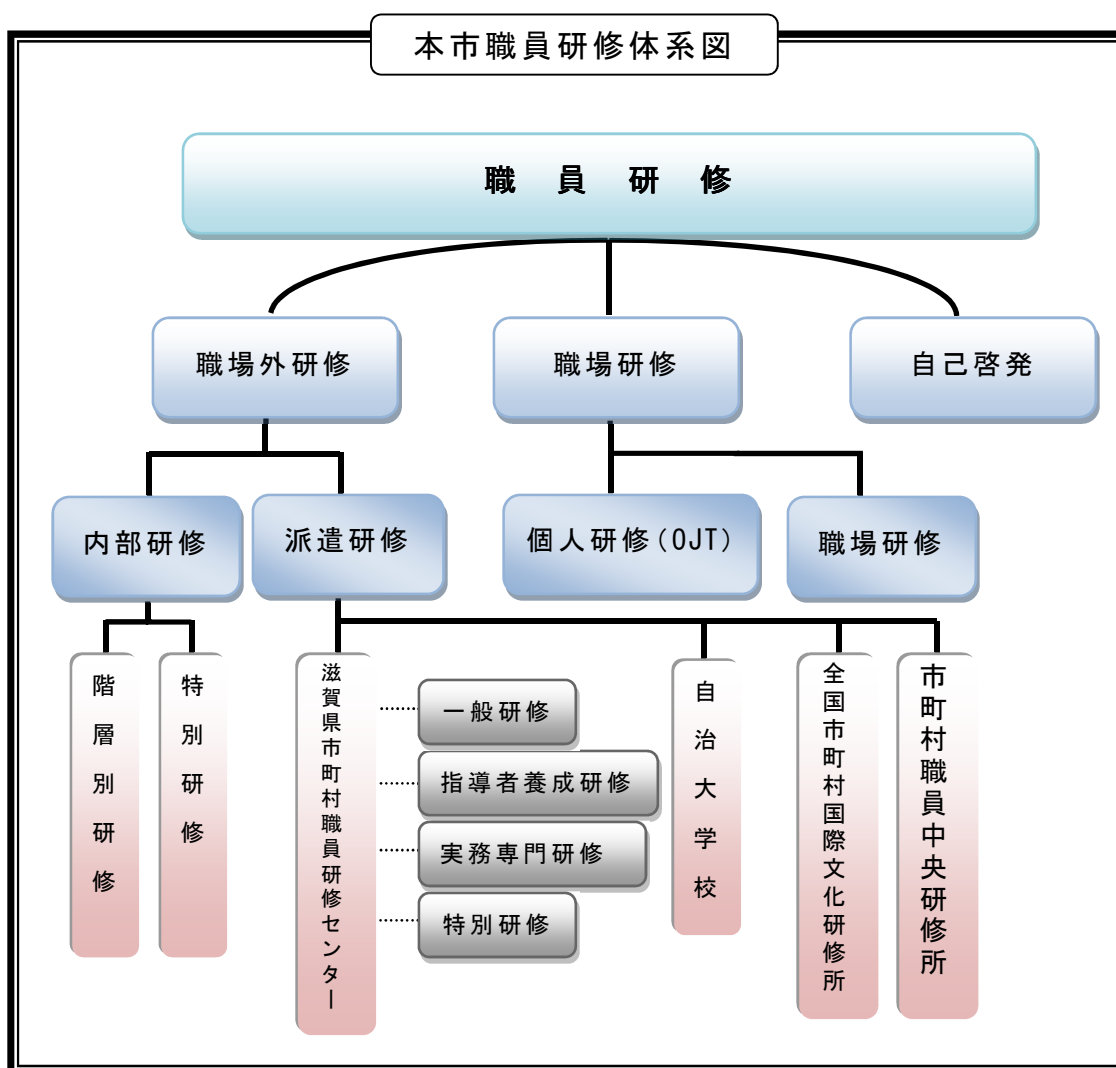 本市職員研修体系図
職員研修
職場外研修
職場研修
自己啓発
内部研修
派遣研修
個人研修(OJT)
職場研修
階層別研修
特別研修
滋賀県市町村職員研修センター
一般研修
指導者養成研修
実務専門研修
特別研修
自治大学校
全国市町村国際文化研修所
市町村職員中央研修所